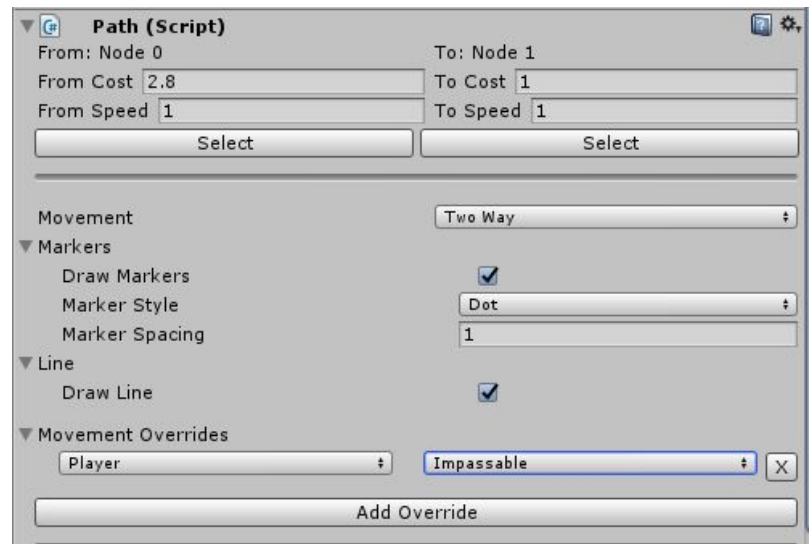 Path (Script)
From: Node 0 To: Node 1
From Cost 2.8 To Cost 1
From Speed 1 To Speed 1
Select Select
Movement Two Way
Markers
Draw Markers
Marker Style Dot
Marker Spacing 1
Line
Draw Line
Movement Overrides
Player Impassable X
Add Override